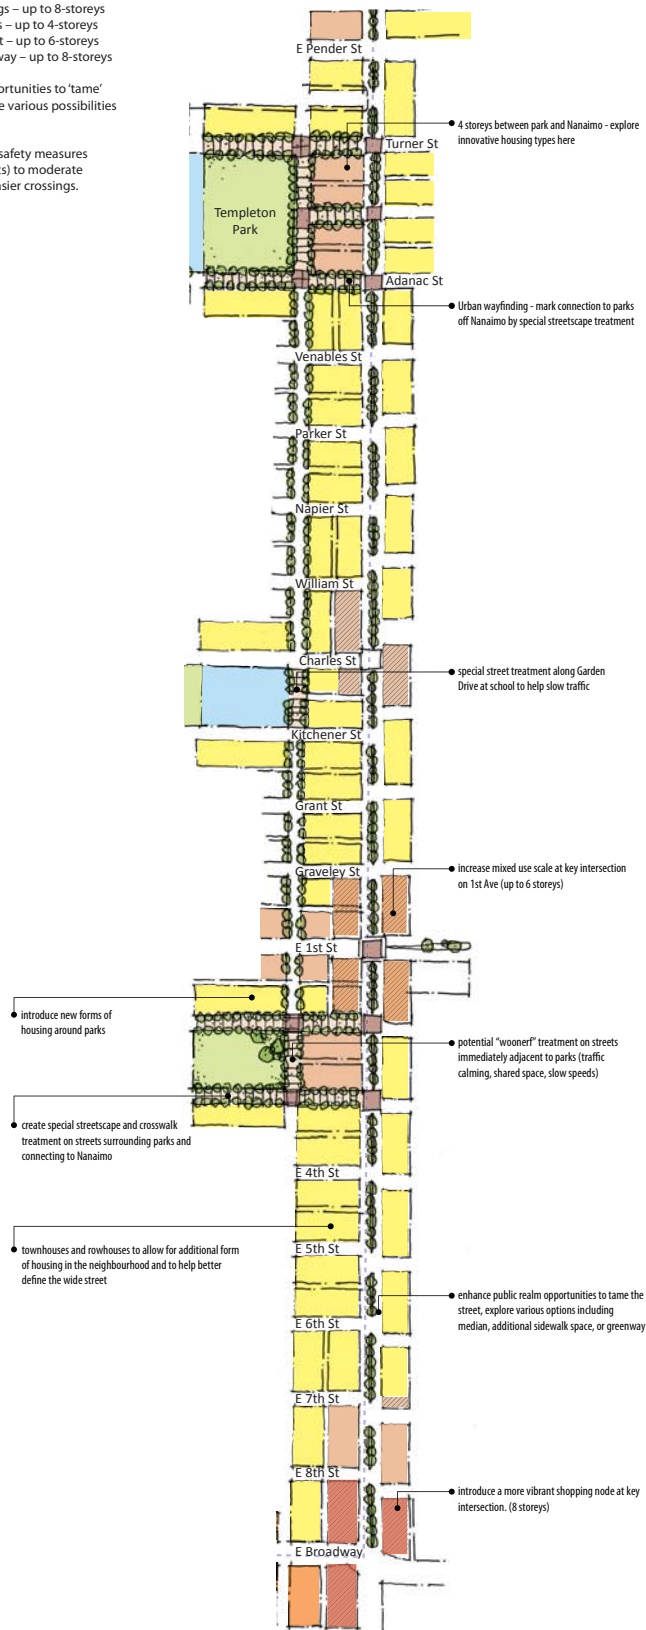 gs – up to 8-storeys
s – up to 4-storeys
t – up to 6-storeys
way – up to 8-storeys
ortunities to ‘tame’
e various possibilities
safety measures
ts) to moderate
asier crossings.
E Pender St
4 storeys between park and Nanaimo - explore
innovative housing types here
Turner St
Templeton
Park
Adanac St
Urban wayfinding - mark connection to parks
off Nanaimo by special streetscape treatment
Venables St
Parker St
Napier St
William St
Charles St
special street treatment along Garden
Drive at school to help slow traffic
Kitchener St
Grant St
Graveley St
increase mixed use scale at key intersection
on 1st Ave (up to 6 storeys)
E 1st St
introduce new forms of
housing around parks
potential “woonerf” treatment on streets
immediately adjacent to parks (traffic
calming, shared space, slow speeds)
create special streetscape and crosswalk
treatment on streets surrounding parks and
connecting to Nanaimo
E 4th St
townhouses and rowhouses to allow for additional form
of housing in the neighbourhood and to help better
define the wide street
E 5th St
enhance public realm opportunities to tame the
street, explore various options including
median, additional sidewalk space, or greenway
E 6th St
E 7th St
E 8th St
introduce a more vibrant shopping node at key
intersection. (8 storeys)
E Broadway